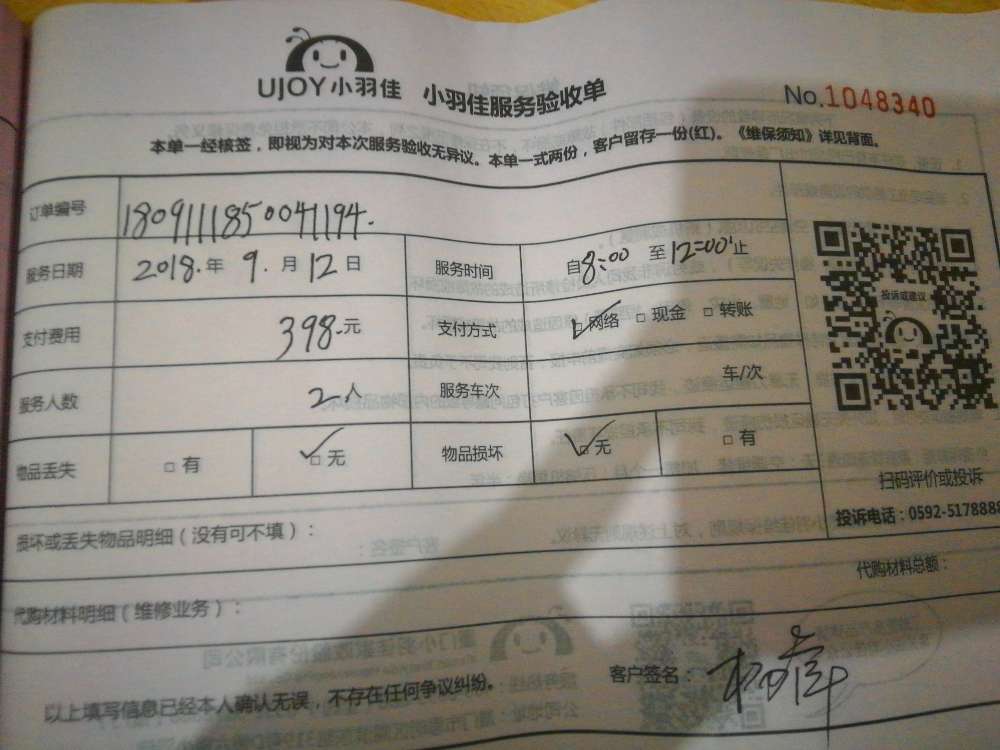 UJOY小羽佳 小羽佳服务验收单 No.1048340
本单一经核签，即视为对本次服务验收无异议。本单一式两份，客户留存一份(红)。《维保须知》详见背面。
订单编号 1809111850041194.
服务日期 2018.年 9.月 12日 服务时间 自8:00 至 12:00止
支付费用 398.元 支付方式 □网络 □现金 □转账
服务人数 2人 服务车次 车/次
物品丢失 □有 □无 物品损坏 □无 □有
投诉或建议
扫码评价或投诉
投诉电话：0592-5178888
损坏或丢失物品明细（没有可不填）：
代购材料明细（维修业务）： 代购材料总额：
以上填写信息已经本人确认无误，不存在任何争议纠纷。 客户签名：